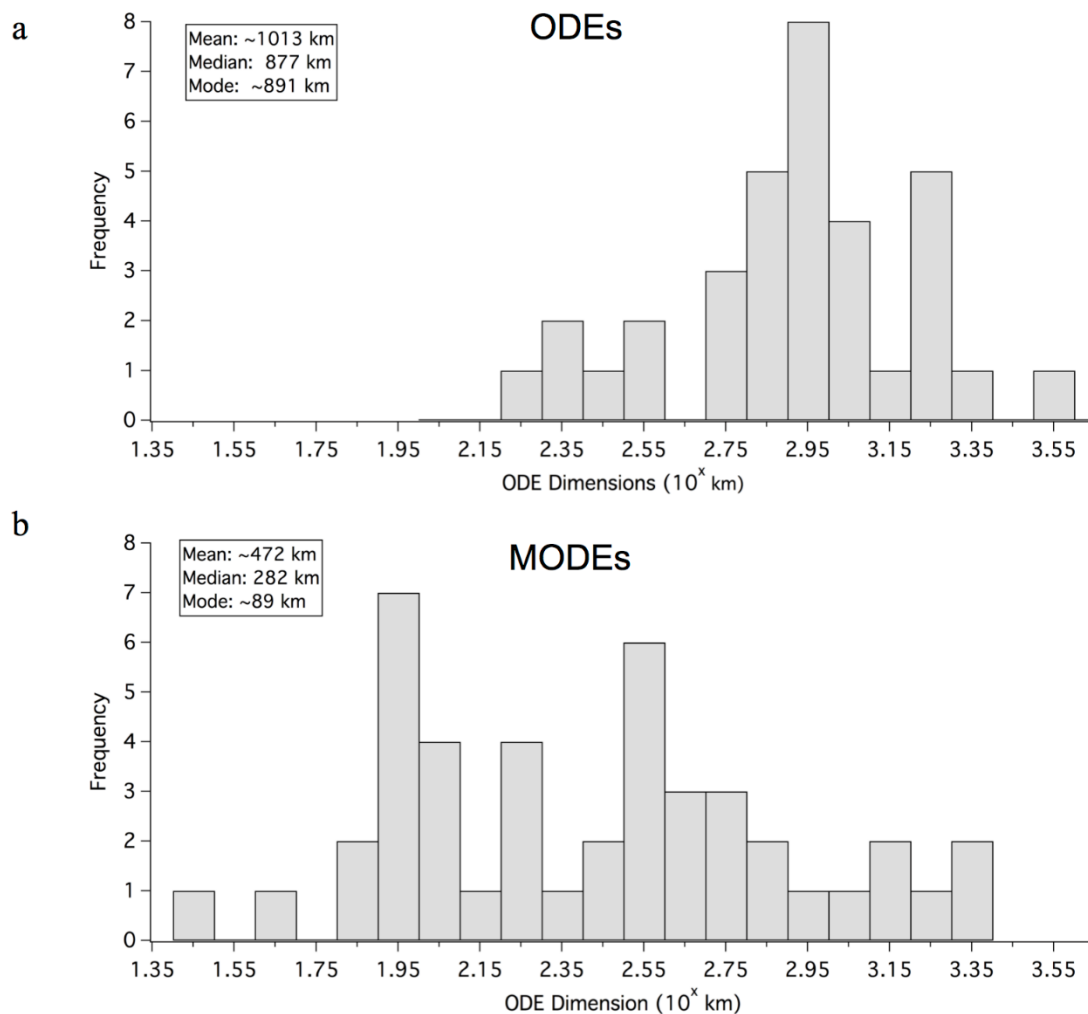 a
ODEs
Mean: ~1013 km
Median: 877 km
Mode: ~891 km
8
7
6
5
4
3
2
1
0
Frequency
1.35 1.55 1.75 1.95 2.15 2.35 2.55 2.75 2.95 3.15 3.35 3.55
ODE Dimensions (10^x km)
b
MODEs
Mean: ~472 km
Median: 282 km
Mode: ~89 km
8
7
6
5
4
3
2
1
0
Frequency
1.35 1.55 1.75 1.95 2.15 2.35 2.55 2.75 2.95 3.15 3.35 3.55
ODE Dimension (10^x km)